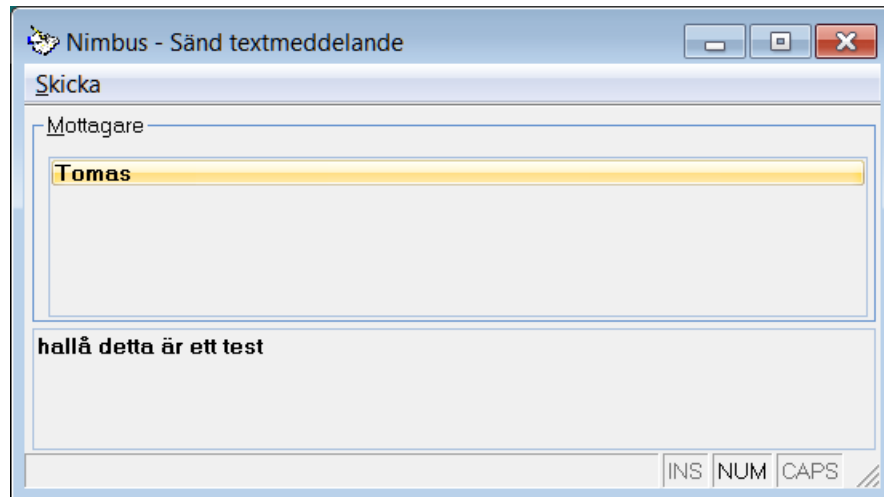 Nimbus - Sänd textmeddelande
Skicka
Mottagare
Tomas
hallå detta är ett test
INS NUM CAPS